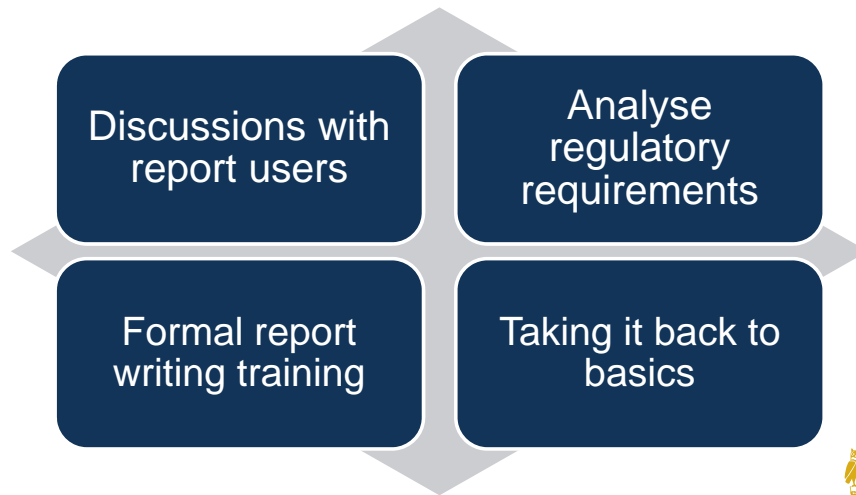 Discussions with
report users
Analyse
regulatory
requirements
Formal report
writing training
Taking it back to
basics